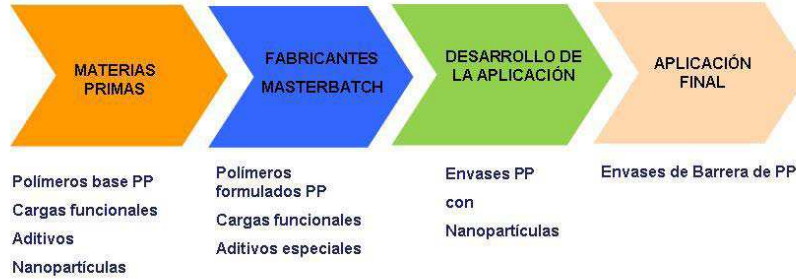 MATERIAS
PRIMAS
FABRICANTES
MASTERBATCH
DESARROLLO DE
LA APLICACIÓN
APLICACIÓN
FINAL
Polímeros base PP
Cargas funcionales
Aditivos
Nanopartículas
Polímeros
formulados PP
Cargas funcionales
Aditivos especiales
Envases PP
con
Nanopartículas
Envases de Barrera de PP